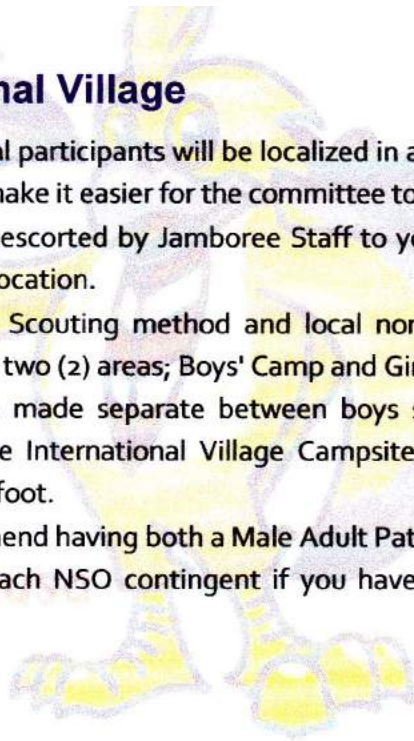 nal Village
al participants will be localized in a
make it easier for the committee to
escorted by Jamboree Staff to yo
ocation.
Scouting method and local nor
two (2) areas; Boys' Camp and Gir
made separate between boys s
e International Village Campsite
foot.
end having both a Male Adult Pat
ach NSO contingent if you have